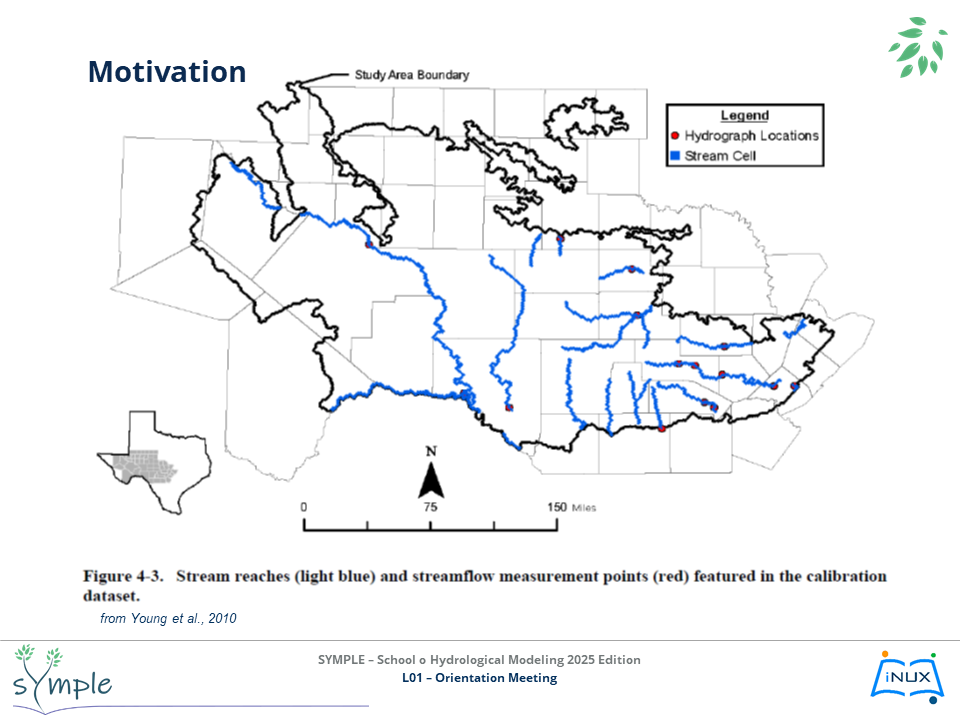 Motivation
Study Area Boundary
Legend
Hydrograph Locations
Stream Cell
N
0 75 150 Miles
Figure 4-3. Stream reaches (light blue) and streamflow measurement points (red) featured in the calibration
dataset.
from Young et al., 2010
SYMPLE – School o Hydrological Modeling 2025 Edition
L01 – Orientation Meeting
sYmple
iNUX